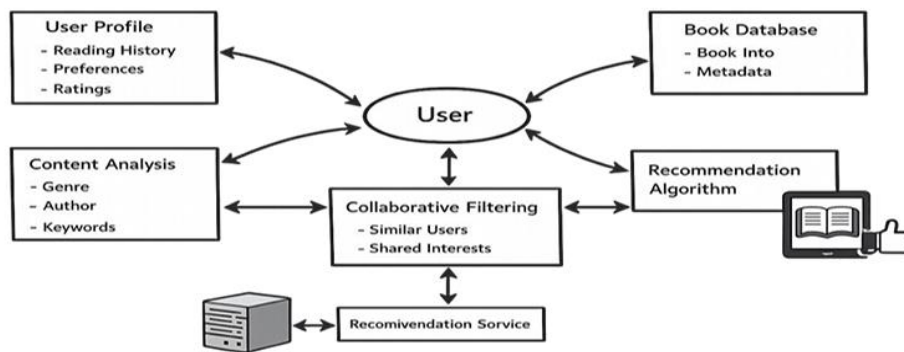 User Profile
- Reading History
- Preferences
- Ratings
Book Database
- Book Into
- Metadata
User
Content Analysis
- Genre
- Author
- Keywords
Collaborative Filtering
- Similar Users
- Shared Interests
Recommendation
Algorithm
Recomivendation Sorvice